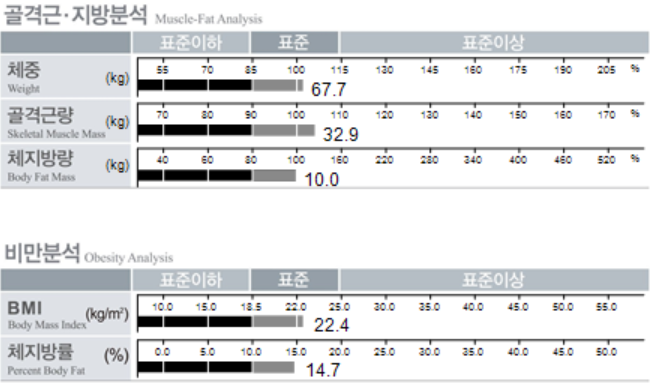 골격근·지방분석 Muscle-Fat Analysis
표준이하 표준 표준이상
체중 (kg) 55 70 85 100 115 130 145 160 175 190 205 %
Weight 67.7
골격근량 (kg) 70 80 90 100 110 120 130 140 150 160 170 %
Skeletal Muscle Mass 32.9
체지방량 (kg) 40 60 80 100 160 220 280 340 400 460 520 %
Body Fat Mass 10.0
비만분석 Obesity Analysis
표준이하 표준 표준이상
BMI (kg/m²) 10.0 15.0 18.5 22.0 25.0 30.0 35.0 40.0 45.0 50.0 55.0
Body Mass Index 22.4
체지방률 (%) 0.0 5.0 10.0 15.0 20.0 25.0 30.0 35.0 40.0 45.0 50.0
Percent Body Fat 14.7